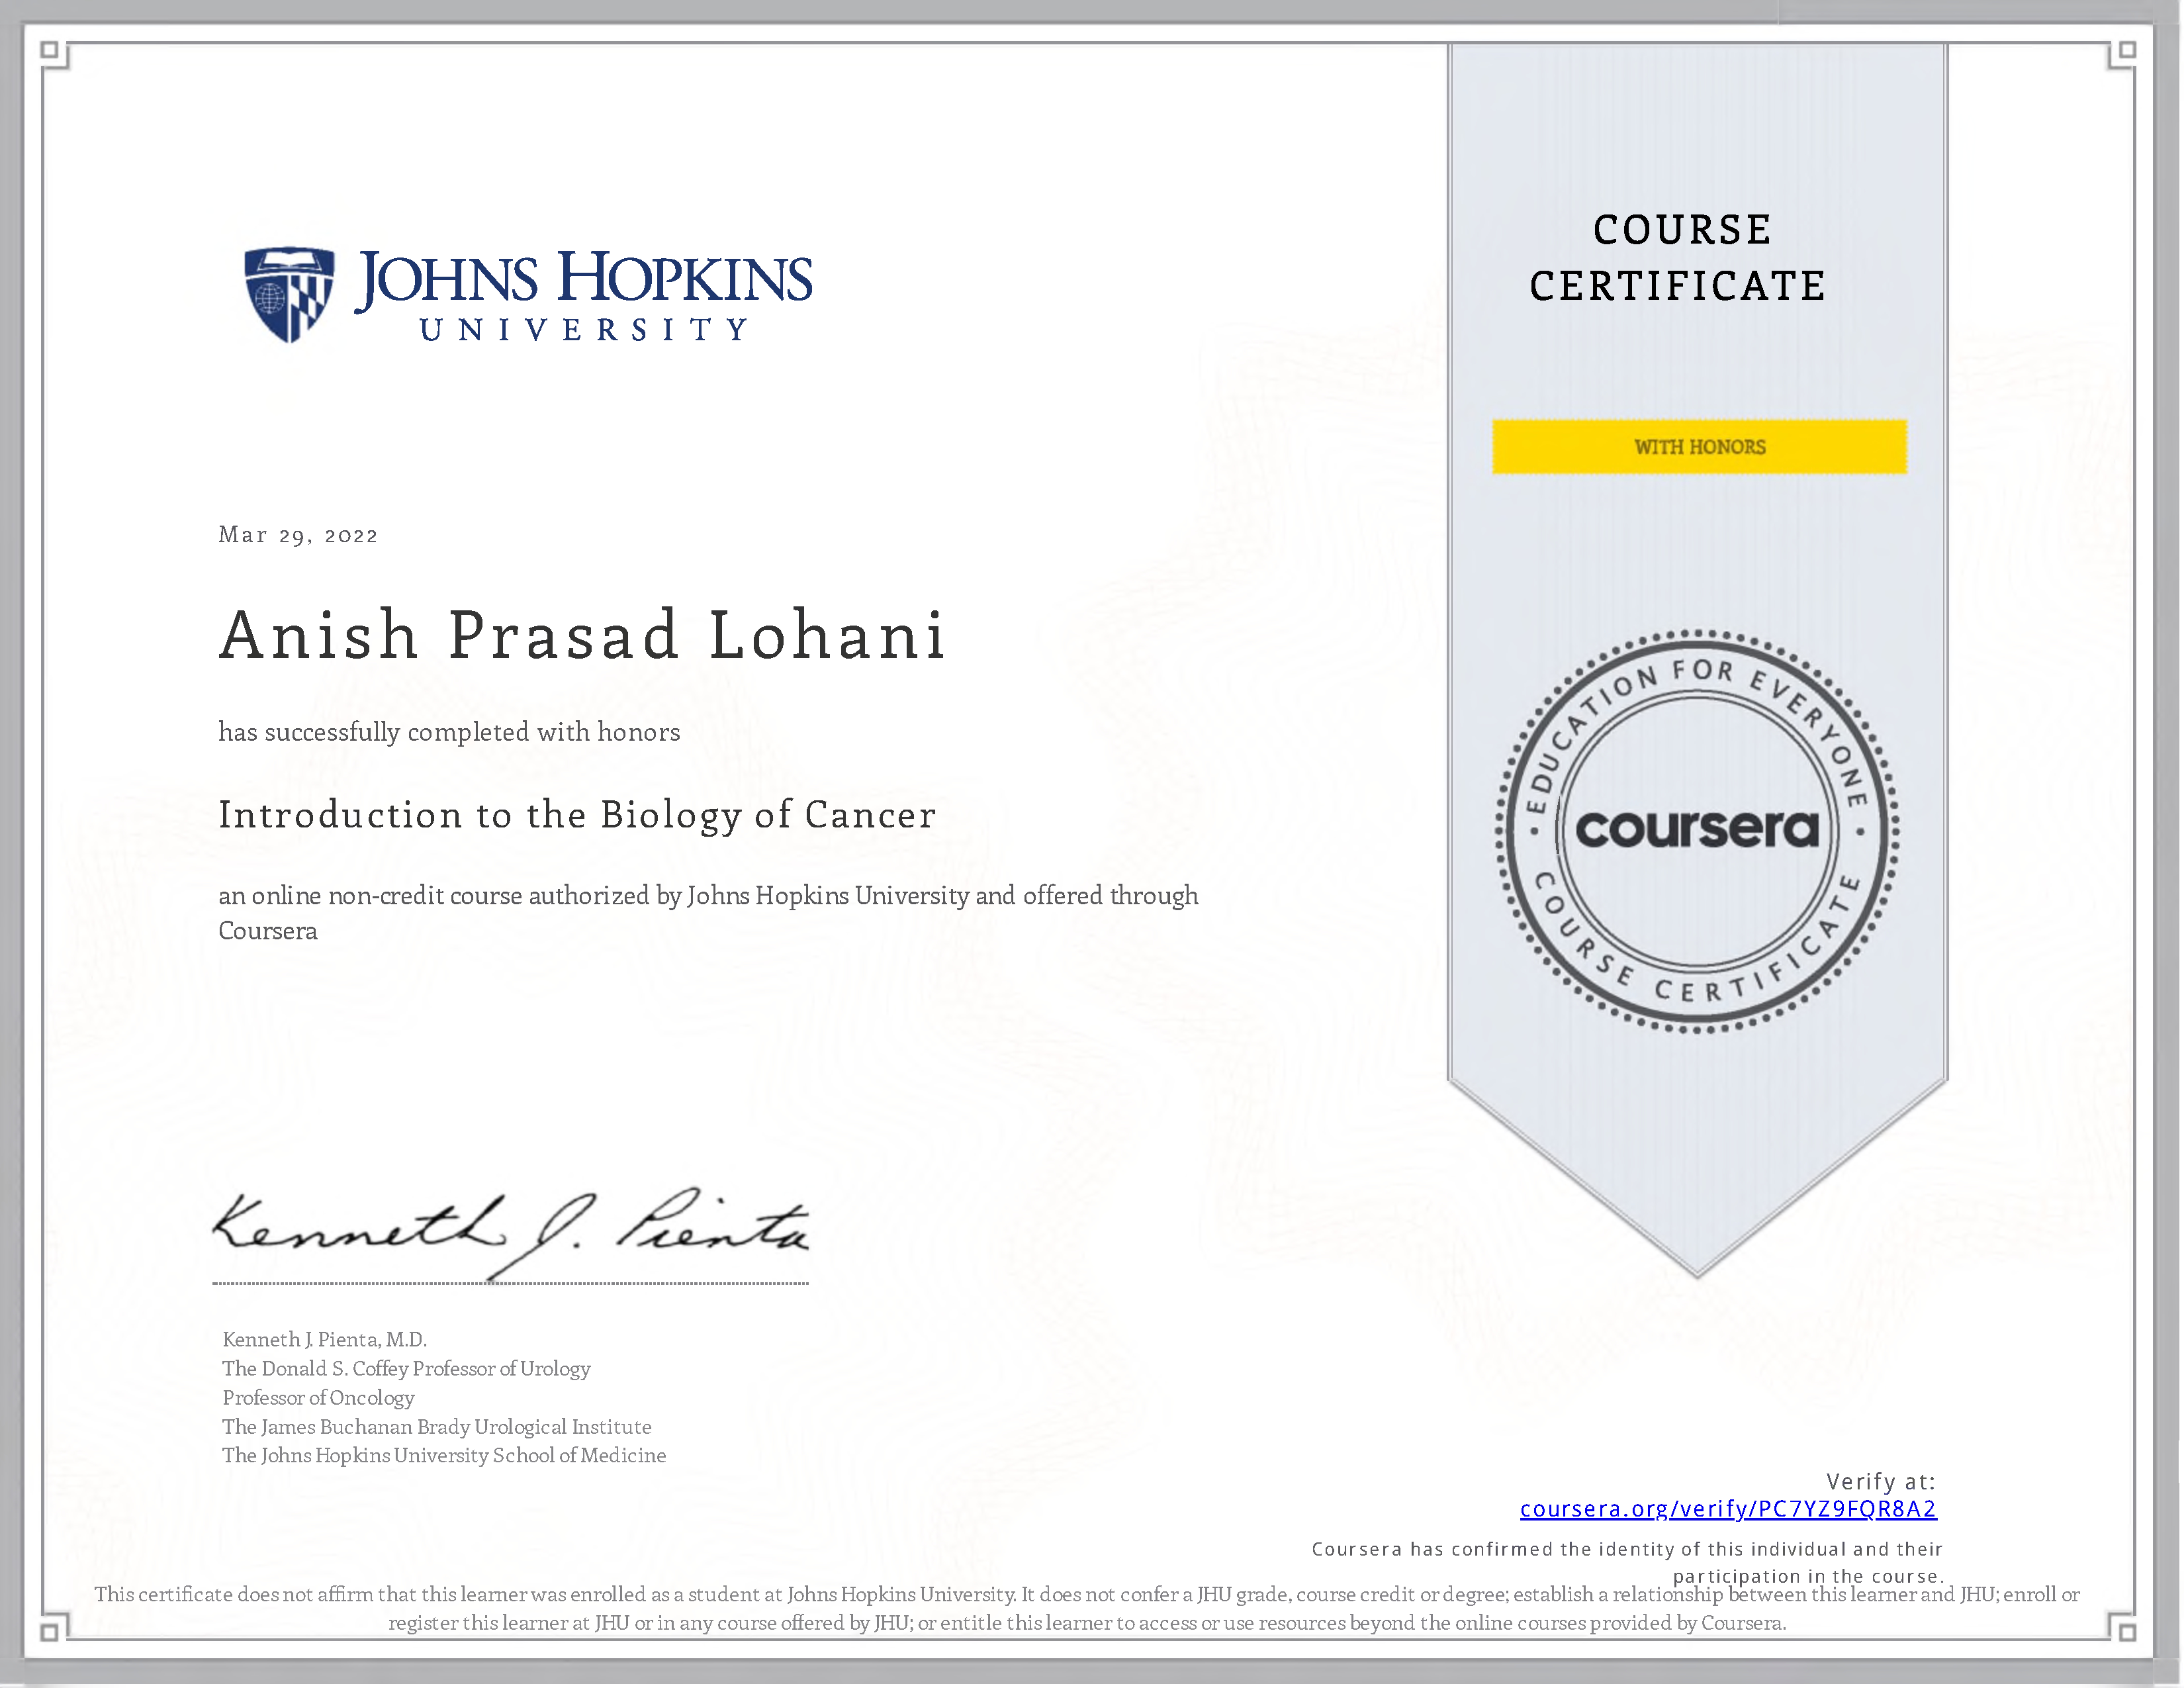 JOHNS HOPKINS
UNIVERSITY
COURSE
CERTIFICATE
WITH HONORS
Mar 29, 2022
Anish Prasad Lohani
has successfully completed with honors
Introduction to the Biology of Cancer
an online non-credit course authorized by Johns Hopkins University and offered through
Coursera
EDUCATION FOR EVERYONE
coursera
COURSE CERTIFICATE
Kenneth J. Pienta
Kenneth J. Pienta, M.D.
The Donald S. Coffey Professor of Urology
Professor of Oncology
The James Buchanan Brady Urological Institute
The Johns Hopkins University School of Medicine
Verify at:
coursera.org/verify/PC7YZ9FQR8A2
Coursera has confirmed the identity of this individual and their
participation in the course.
This certificate does not affirm that this learner was enrolled as a student at Johns Hopkins University. It does not confer a JHU grade, course credit or degree; establish a relationship between this learner and JHU; enroll or
register this learner at JHU or in any course offered by JHU; or entitle this learner to access or use resources beyond the online courses provided by Coursera.